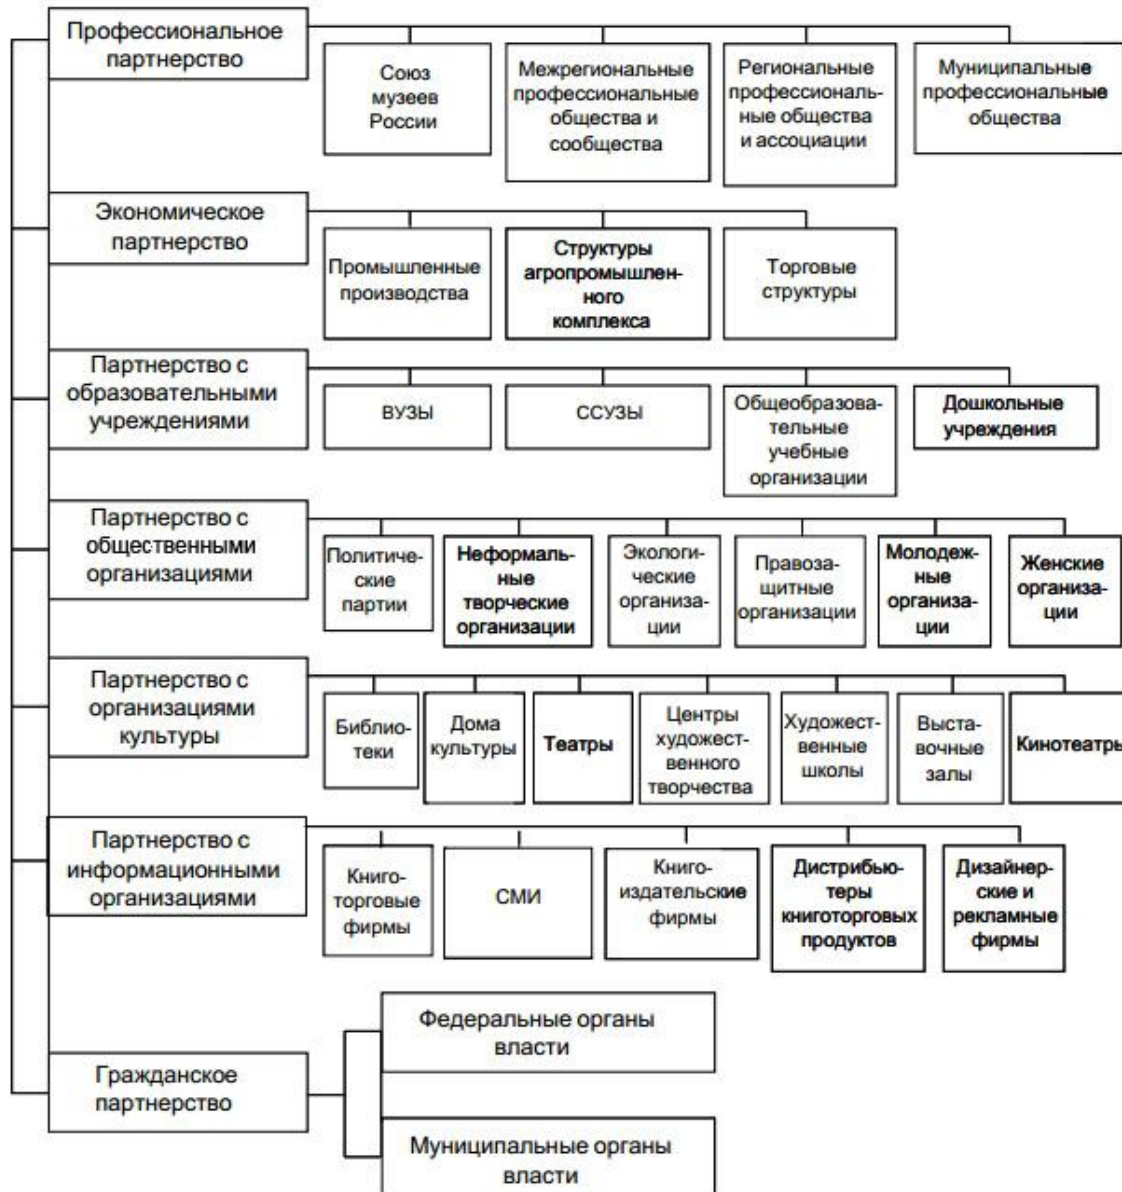 Профессиональное
партнерство
Союз
музеев
России
Межрегиональные
профессиональные
общества и
сообщества
Региональные
профессиональ-
ные общества
и ассоциации
Муниципальные
профессиональные
общества
Экономическое
партнерство
Промышленные
производства
Структуры
агропромышлен-
ного
комплекса
Торговые
структуры
Партнерство с
образовательными
учреждениями
ВУЗЫ
ССУЗЫ
Общеобразова-
тельные
учебные
организации
Дошкольные
учреждения
Партнерство с
общественными
организациями
Политиче-
ские
партии
Неформаль-
ные
творческие
организации
Экологи-
ческие
организа-
ции
Правоза-
щитные
организации
Молодеж-
ные
организа-
ции
Женские
организа-
ции
Партнерство с
организациями
культуры
Библио-
теки
Дома
культуры
Театры
Центры
художест-
венного
творчества
Художест-
венные
школы
Выста-
вочные
залы
Кинотеатры
Партнерство с
информационными
организациями
Книго-
торговые
фирмы
СМИ
Книго-
издательские
фирмы
Дистрибью-
теры
книготорговых
продуктов
Дизайнер-
ские и
рекламные
фирмы
Гражданское
партнерство
Федеральные органы
власти
Муниципальные органы
власти